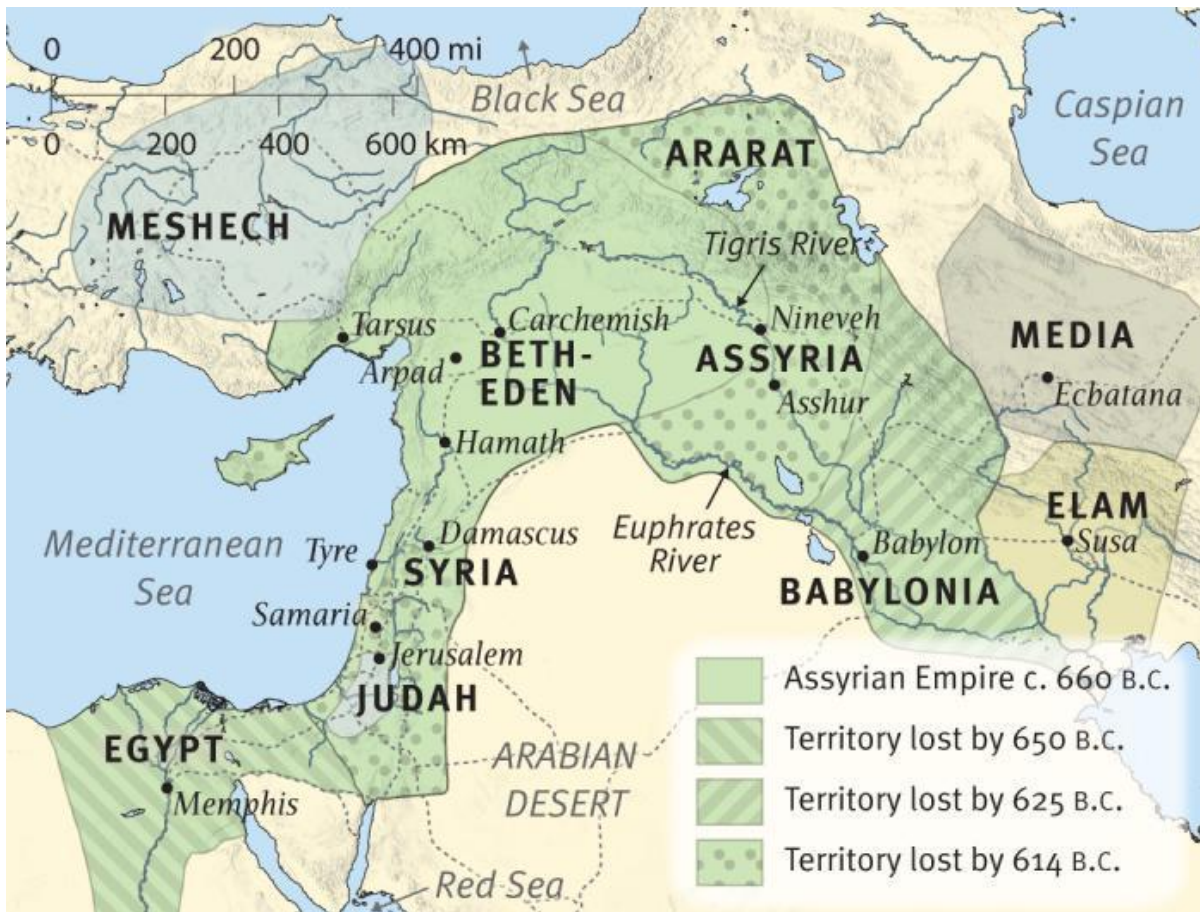 0 200 400 mi
0 200 400 600 km
Black Sea
Caspian
Sea
ARARAT
MESHECH
Tigris River
Tarsus
Carchemish
Nineveh
MEDIA
Arpad
BETH-
EDEN
ASSYRIA
Ecbatana
Asshur
Hamath
ELAM
Susa
Mediterranean
Sea
Euphrates
River
Tyre
Damascus
SYRIA
Babylon
BABYLONIA
Samaria
Jerusalem
JUDAH
EGYPT
Memphis
ARABIAN
DESERT
Red Sea
Assyrian Empire c. 660 B.C.
Territory lost by 650 B.C.
Territory lost by 625 B.C.
Territory lost by 614 B.C.